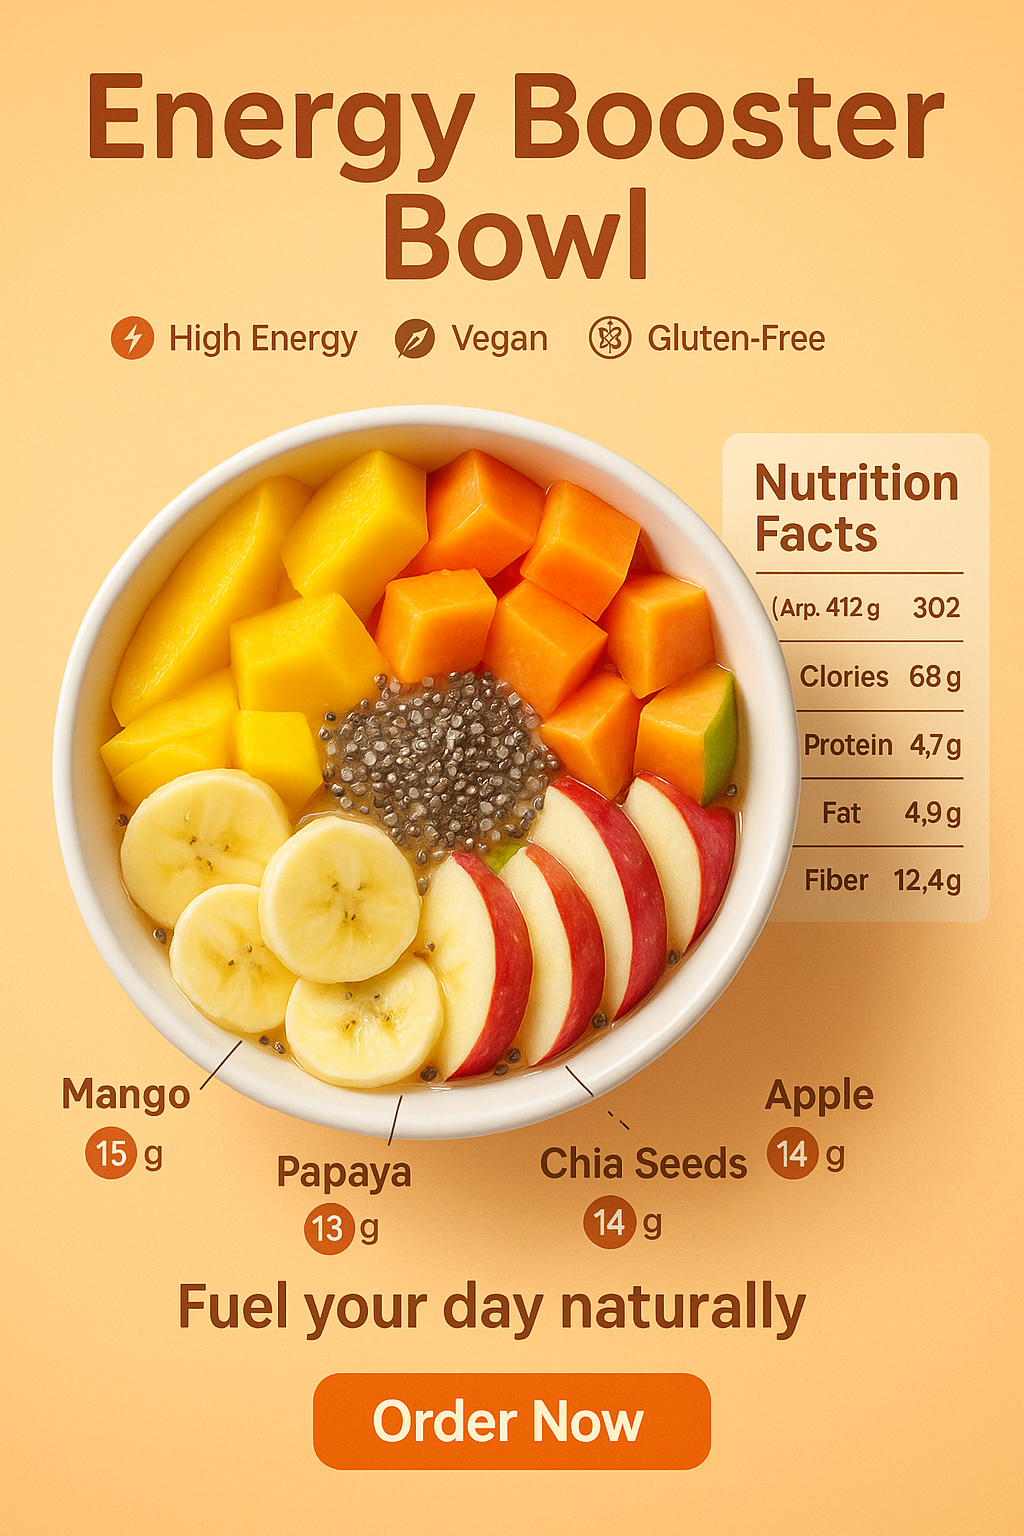 Energy Booster
Bowl
High Energy Vegan Gluten-Free
Nutrition
Facts
(Arp. 412 g 302
Clories 68 g
Protein 4,7 g
Fat 4,9 g
Fiber 12,4 g
Mango
15 g
Papaya
13 g
Chia Seeds
14 g
Apple
14 g
Fuel your day naturally
Order Now